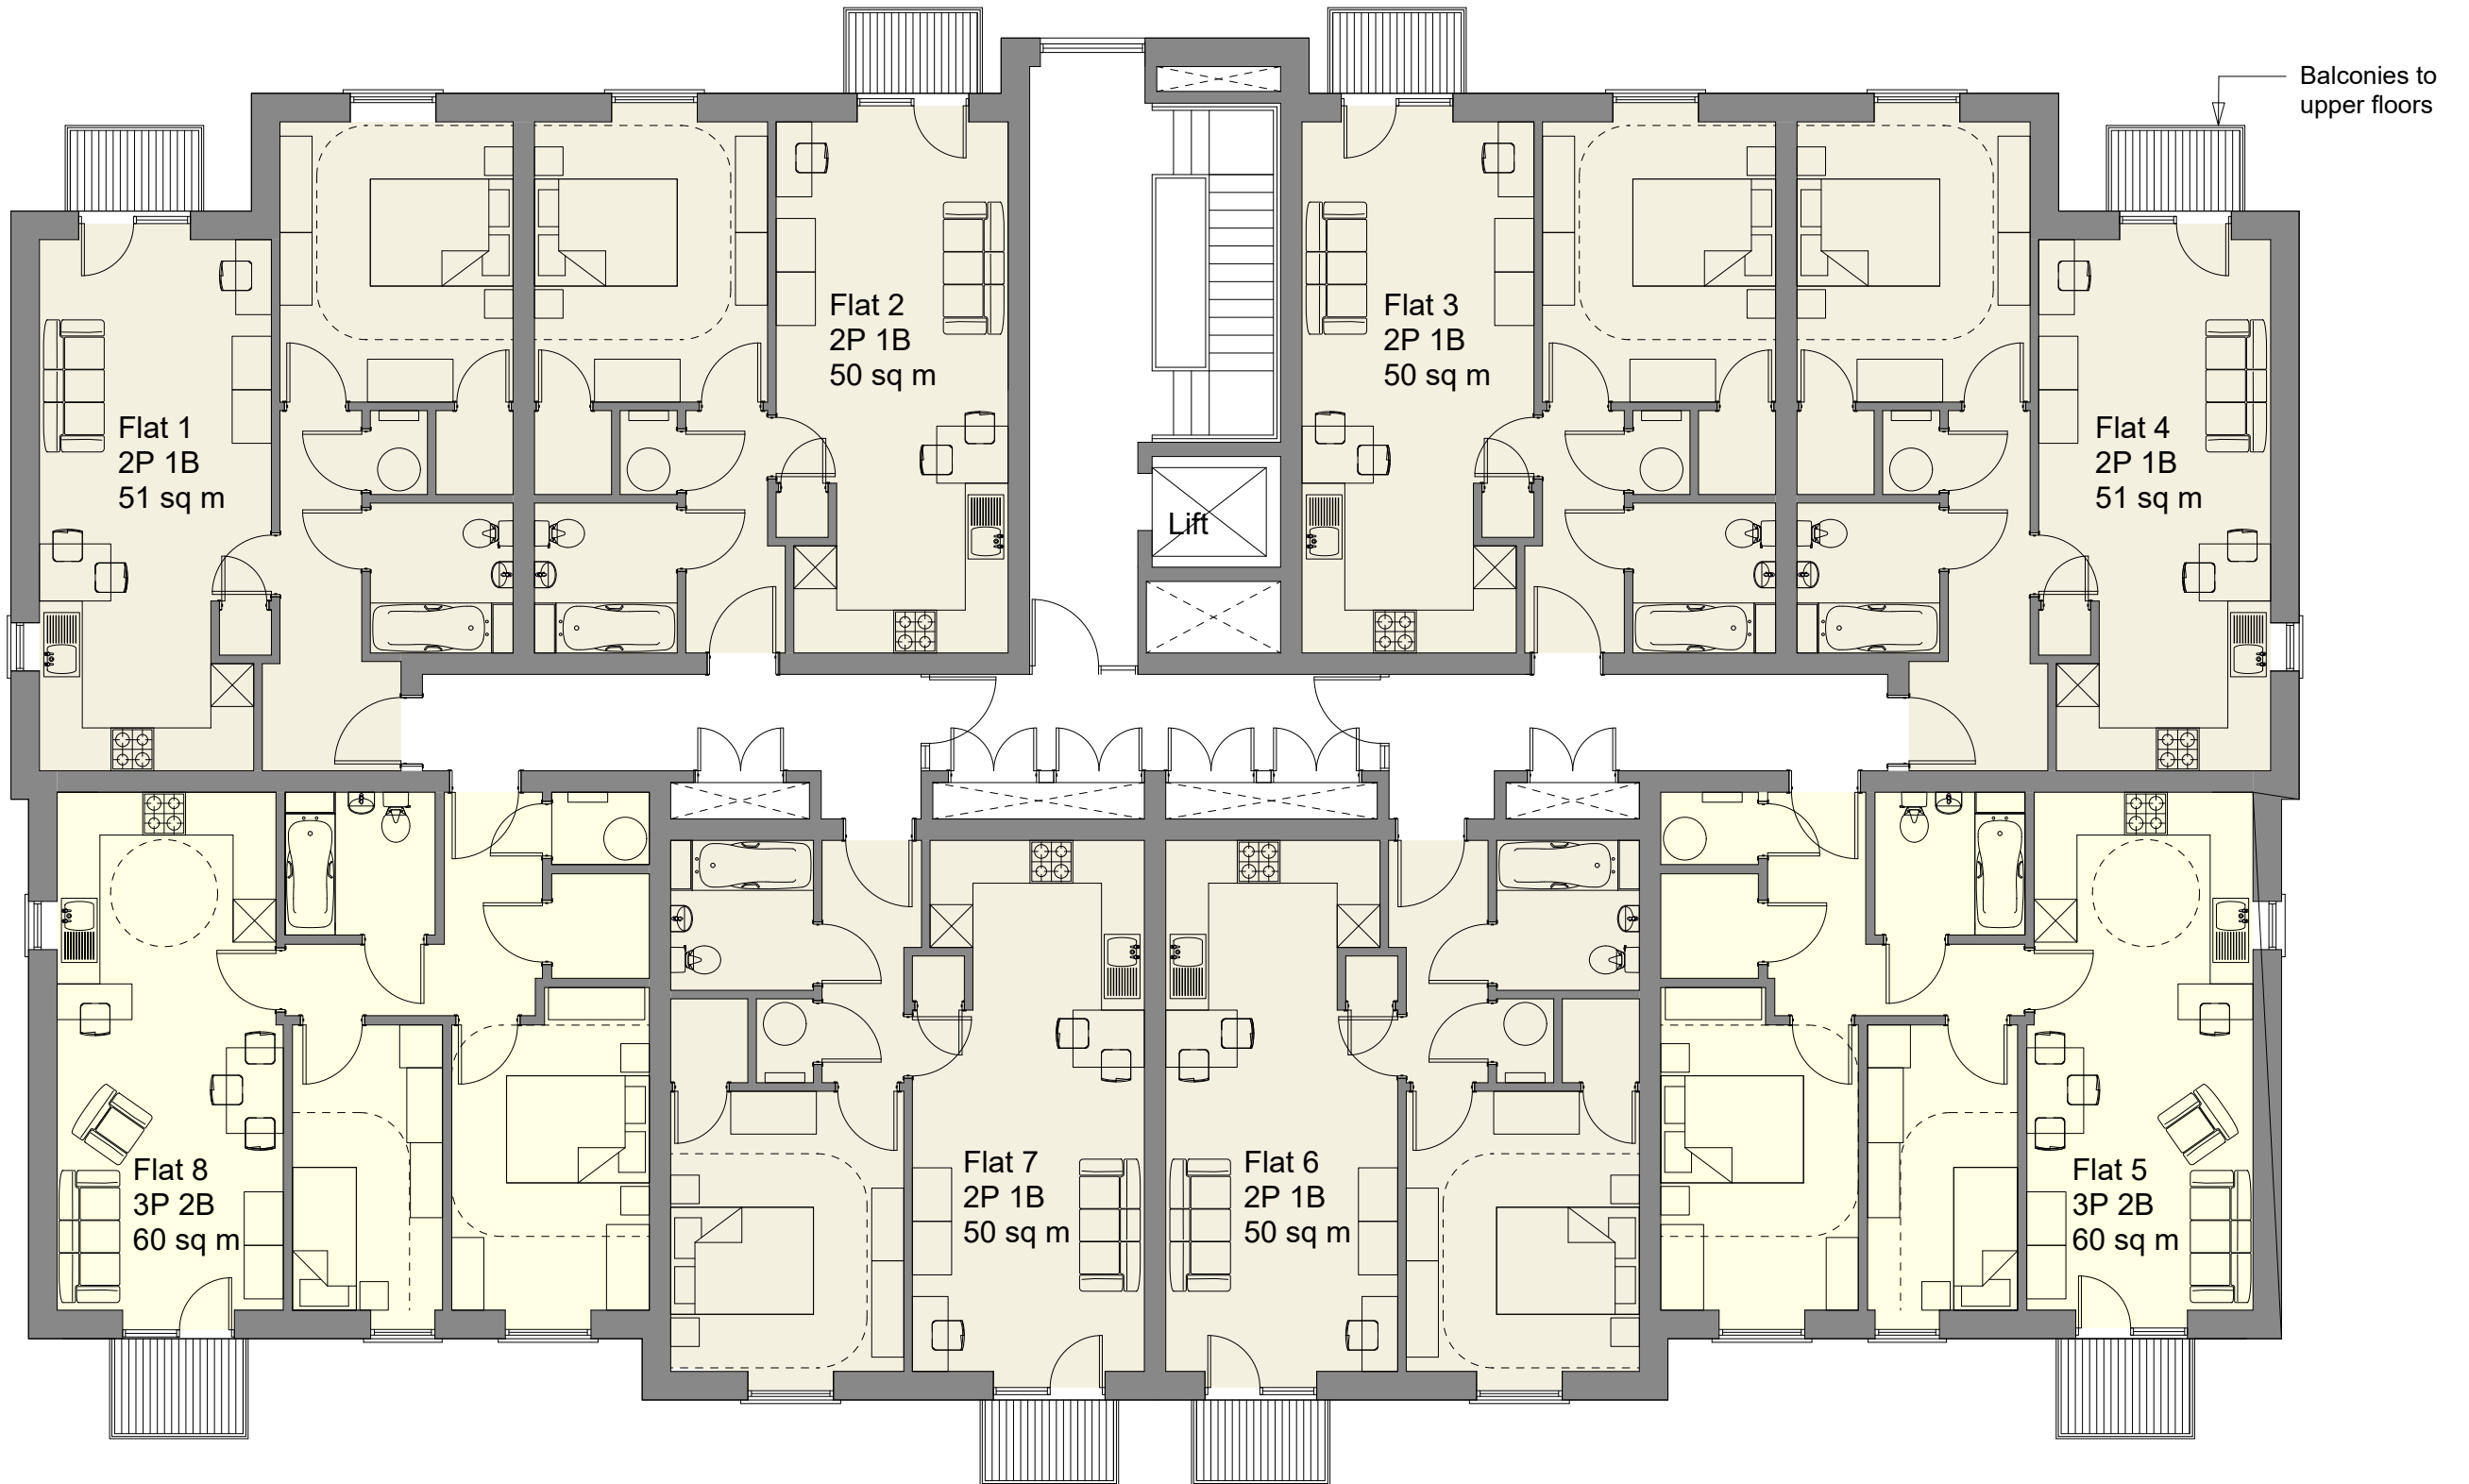 Balconies to
upper floors
Flat 1
2P 1B
51 sq m
Flat 2
2P 1B
50 sq m
Flat 3
2P 1B
50 sq m
Flat 4
2P 1B
51 sq m
Lift
Flat 8
3P 2B
60 sq m
Flat 7
2P 1B
50 sq m
Flat 6
2P 1B
50 sq m
Flat 5
3P 2B
60 sq m